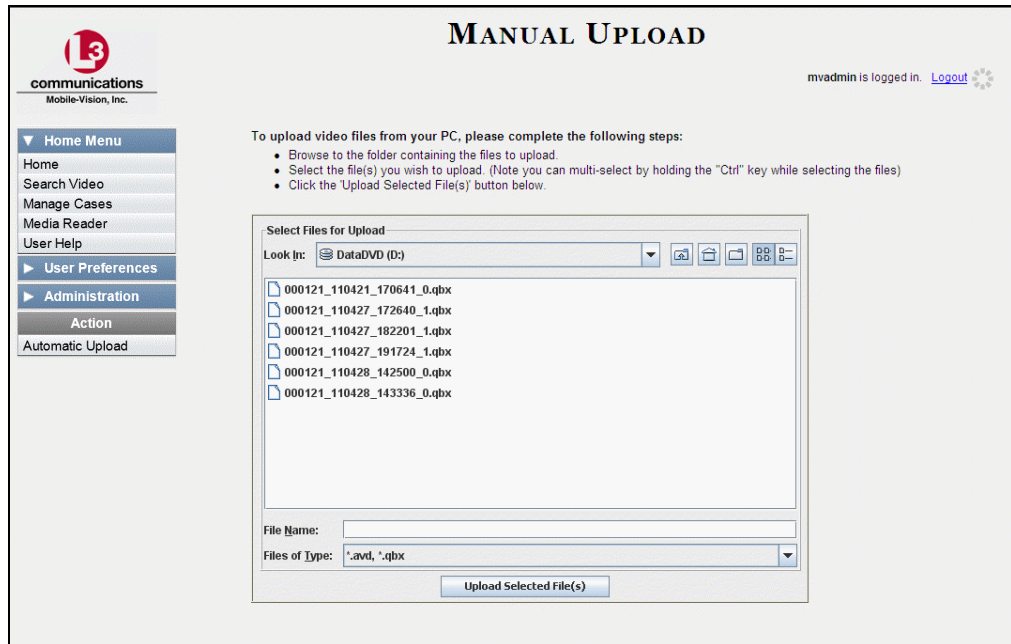 MANUAL UPLOAD
L3
communications
Mobile-Vision, Inc.
mvadmin is logged in. Logout
Home Menu
Home
Search Video
Manage Cases
Media Reader
User Help
User Preferences
Administration
Action
Automatic Upload
To upload video files from your PC, please complete the following steps:
• Browse to the folder containing the files to upload.
• Select the file(s) you wish to upload. (Note you can multi-select by holding the "Ctrl" key while selecting the files)
• Click the 'Upload Selected File(s)' button below.
Select Files for Upload
Look In: DataDVD (D:)
000121_110421_170641_0.qbx
000121_110427_172640_1.qbx
000121_110427_182201_1.qbx
000121_110427_191724_1.qbx
000121_110428_142500_0.qbx
000121_110428_143336_0.qbx
File Name:
Files of Type: *.avd, *.qbx
Upload Selected File(s)